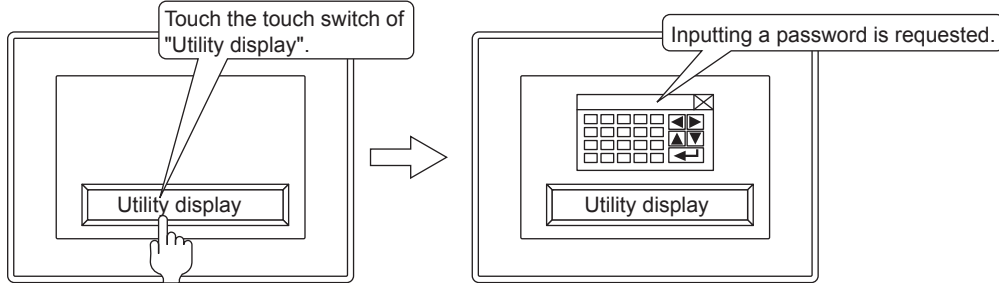 Touch the touch switch of
"Utility display".
Utility display
Inputting a password is requested.
Utility display